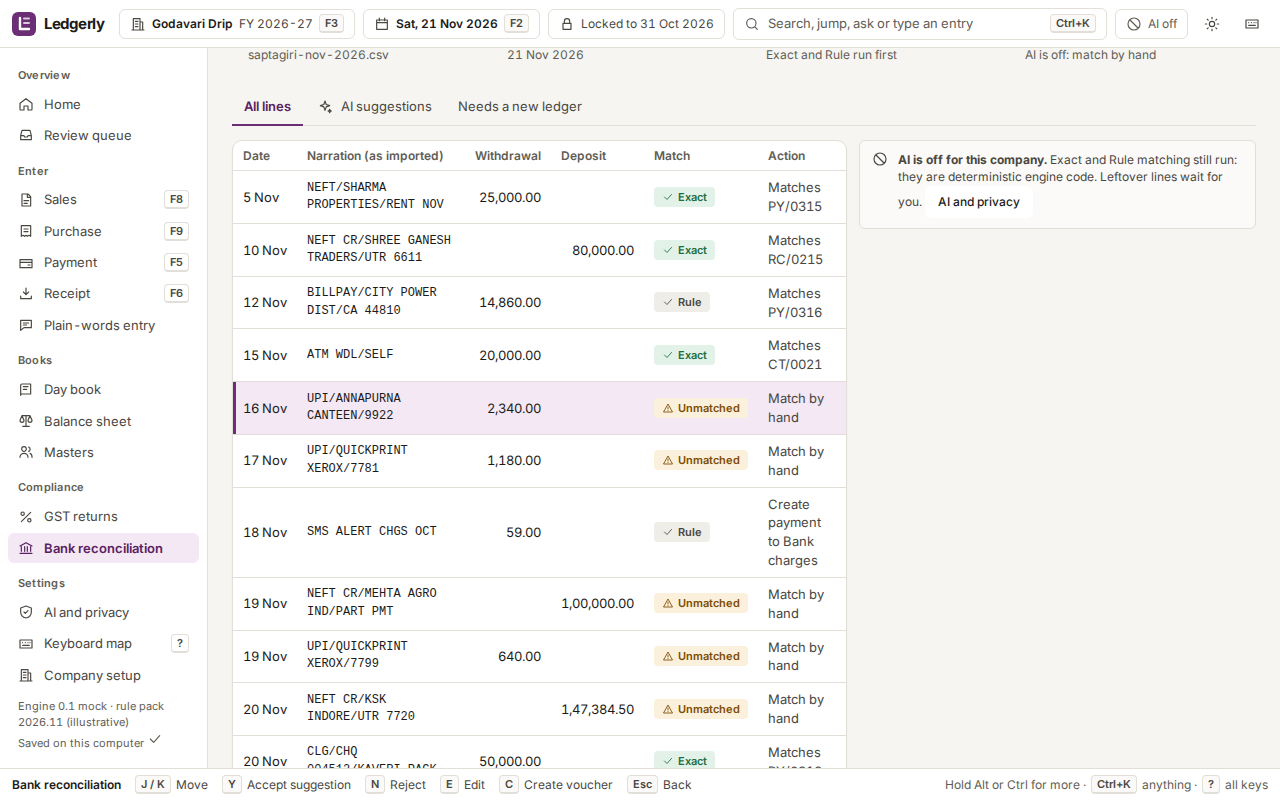 Ledgerly
Godavari Drip FY 2026-27 F3
Sat, 21 Nov 2026 F2
Locked to 31 Oct 2026
Search, jump, ask or type an entry Ctrl+K
AI off
Overview
Home
Review queue
Enter
Sales F8
Purchase F9
Payment F5
Receipt F6
Plain-words entry
Books
Day book
Balance sheet
Masters
Compliance
GST returns
Bank reconciliation
Settings
AI and privacy
Keyboard map ?
Company setup
Engine 0.1 mock · rule pack
2026.11 (illustrative)
Saved on this computer
saptagiri-nov-2026.csv 21 Nov 2026 Exact and Rule run first AI is off: match by hand
All lines AI suggestions Needs a new ledger
Date Narration (as imported) Withdrawal Deposit Match Action
5 Nov NEFT/SHARMA PROPERTIES/RENT NOV 25,000.00 Exact Matches PY/0315
10 Nov NEFT CR/SHREE GANESH TRADERS/UTR 6611 80,000.00 Exact Matches RC/0215
12 Nov BILLPAY/CITY POWER DIST/CA 44810 14,860.00 Rule Matches PY/0316
15 Nov ATM WDL/SELF 20,000.00 Exact Matches CT/0021
16 Nov UPI/ANNAPURNA CANTEEN/9922 2,340.00 Unmatched Match by hand
17 Nov UPI/QUICKPRINT XEROX/7781 1,180.00 Unmatched Match by hand
18 Nov SMS ALERT CHGS OCT 59.00 Rule Create payment to Bank charges
19 Nov NEFT CR/MEHTA AGRO IND/PART PMT 1,00,000.00 Unmatched Match by hand
19 Nov UPI/QUICKPRINT XEROX/7799 640.00 Unmatched Match by hand
20 Nov NEFT CR/KSK INDORE/UTR 7720 1,47,384.50 Unmatched Match by hand
20 Nov CLG/CHQ 50,000.00 Exact Matches
AI is off for this company. Exact and Rule matching still run:
they are deterministic engine code. Leftover lines wait for
you. AI and privacy
Bank reconciliation J / K Move Y Accept suggestion N Reject E Edit C Create voucher Esc Back
Hold Alt or Ctrl for more · Ctrl+K anything · ? all keys